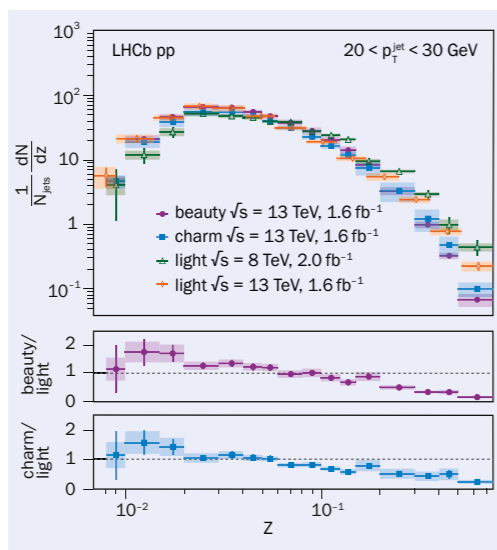 LHCb pp
20 < p_T^jet < 30 GeV
10³
10²
10
1
10⁻¹
1/N_jets dN/dz
beauty √s = 13 TeV, 1.6 fb⁻¹
charm √s = 13 TeV, 1.6 fb⁻¹
light √s = 8 TeV, 2.0 fb⁻¹
light √s = 13 TeV, 1.6 fb⁻¹
beauty/
light
2
1
0
charm/
light
2
1
0
10⁻²
10⁻¹
Z